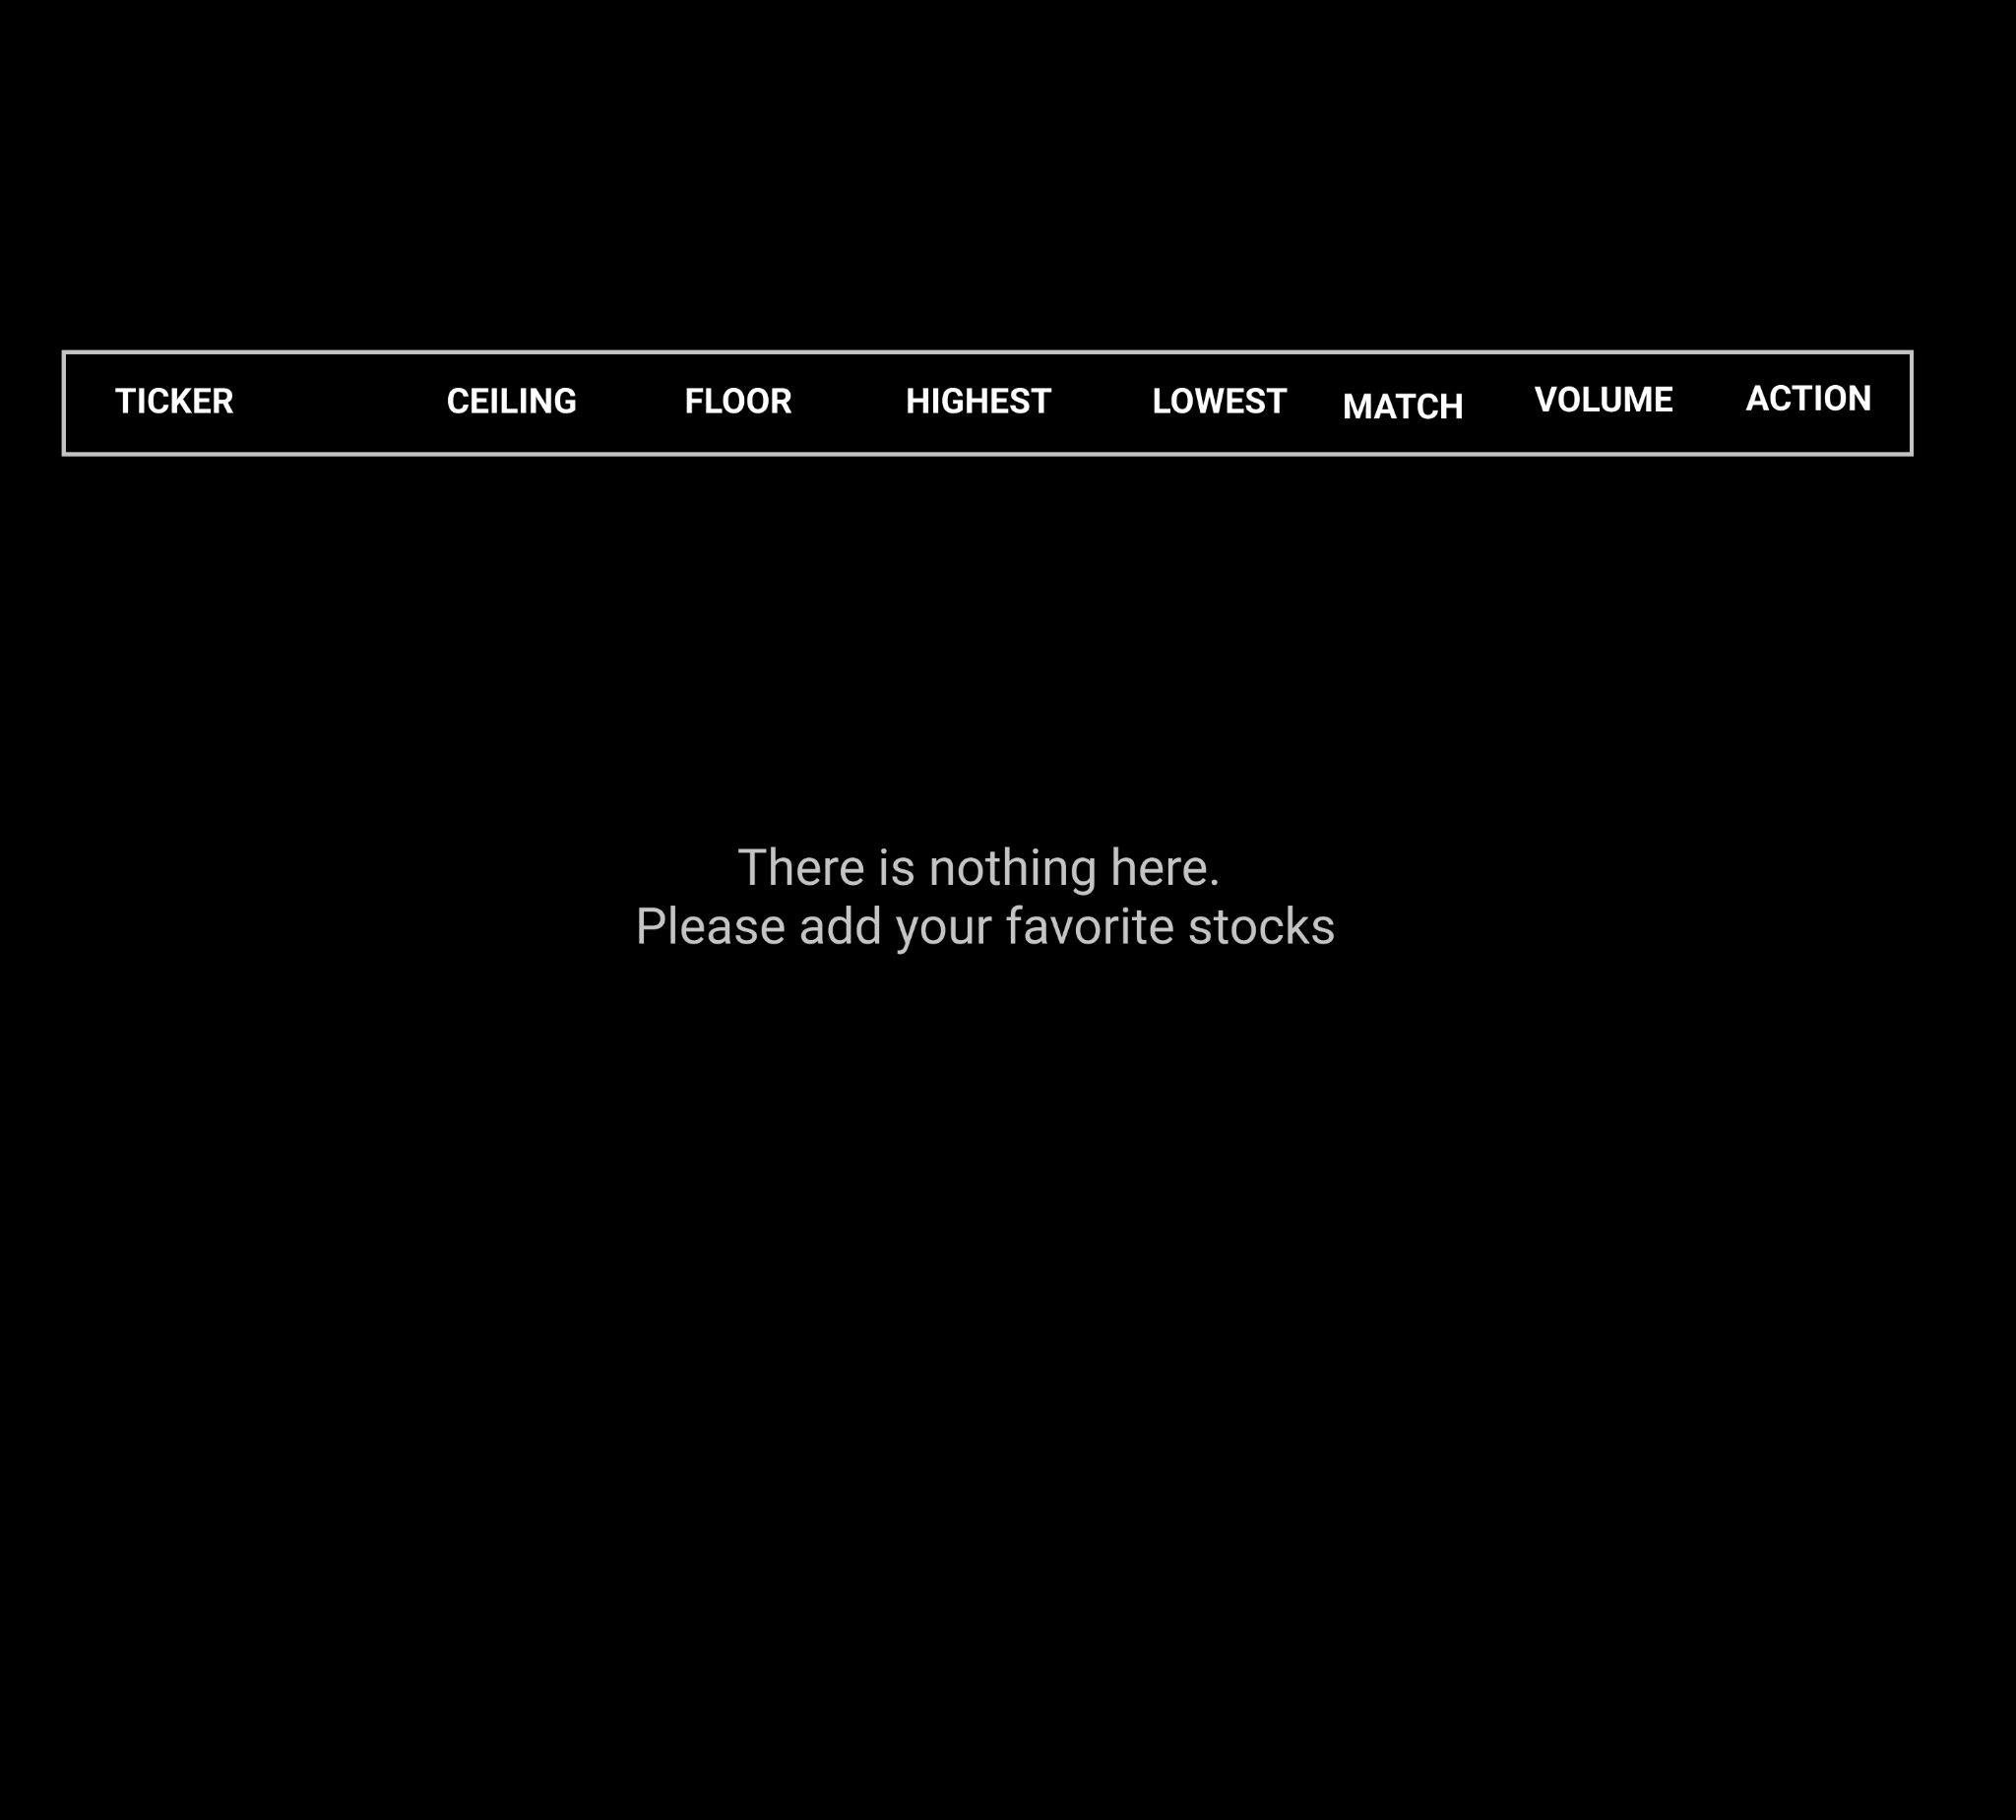 TICKER CEILING FLOOR HIGHEST LOWEST MATCH VOLUME ACTION
There is nothing here.
Please add your favorite stocks